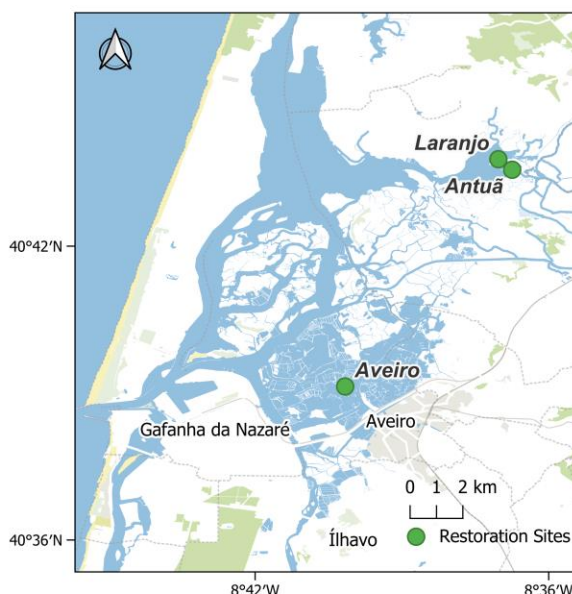 Laranjo
Antuã
40°42'N
Aveiro
Gafanha da Nazaré
Aveiro
0 1 2 km
40°36'N
Ílhavo
Restoration Sites
8°42'W
8°36'W